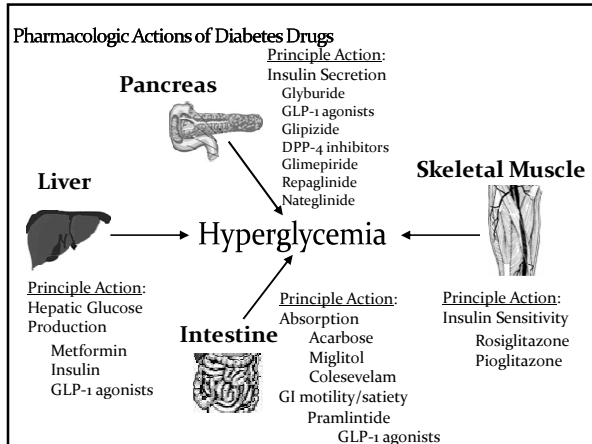 Pharmacologic Actions of Diabetes Drugs
Pancreas
Principle Action:
Insulin Secretion
Glyburide
GLP-1 agonists
Glipizide
DPP-4 inhibitors
Glimepiride
Repaglinide
Nateglinide
Liver
Principle Action:
Hepatic Glucose
Production
Metformin
Insulin
GLP-1 agonists
Hyperglycemia
Skeletal Muscle
Principle Action:
Insulin Sensitivity
Rosiglitazone
Pioglitazone
Intestine
Principle Action:
Absorption
Acarbose
Miglitol
Colesevelam
GI motility/satiety
Pramlintide
GLP-1 agonists